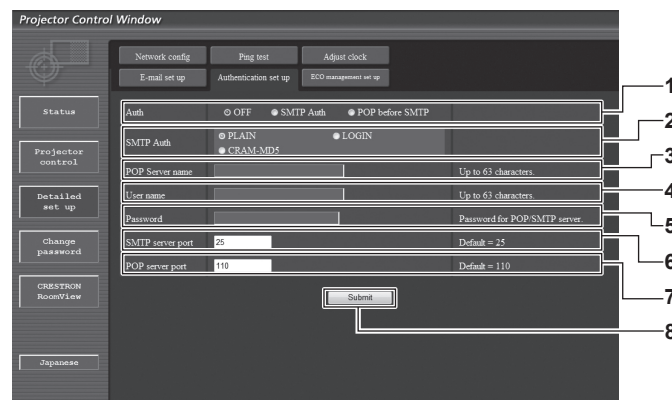 Projector Control Window
Network config
Ping test
Adjust clock
E-mail set up
Authentication set up
ECO management set up
Status
Projector
control
Detailed
set up
Change
password
CRESTRON
RoomView
Japanese
Auth
OFF
SMTP Auth
POP before SMTP
1
SMTP Auth
PLAIN
LOGIN
CRAM-MD5
2
POP Server name
Up to 63 characters.
3
User name
Up to 63 characters.
4
Password
Password for POP/SMTP server.
5
SMTP server port
25
Default = 25
6
POP server port
110
Default = 110
7
Submit
8